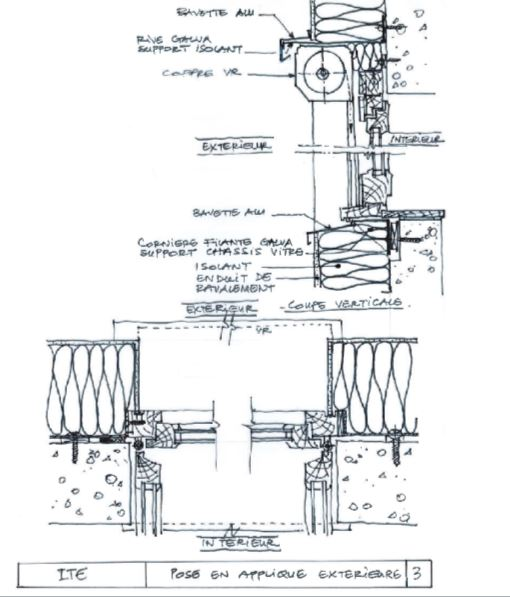 BAVETTE ALU
RIVE GALVA
SUPPORT ISOLANT
COFFRE VR
EXTERIEUR
INTERIEUR
BAVETTE ALU
CORNIERE FILANTE GALVA
SUPPORT CHASSIS VITRE
ISOLANT
ENDUIT DE
RAVALEMENT
EXTERIEUR
COUPE VERTICALE
VR
INTERIEUR
ITE
POSE EN APPLIQUE EXTERIEURE
3